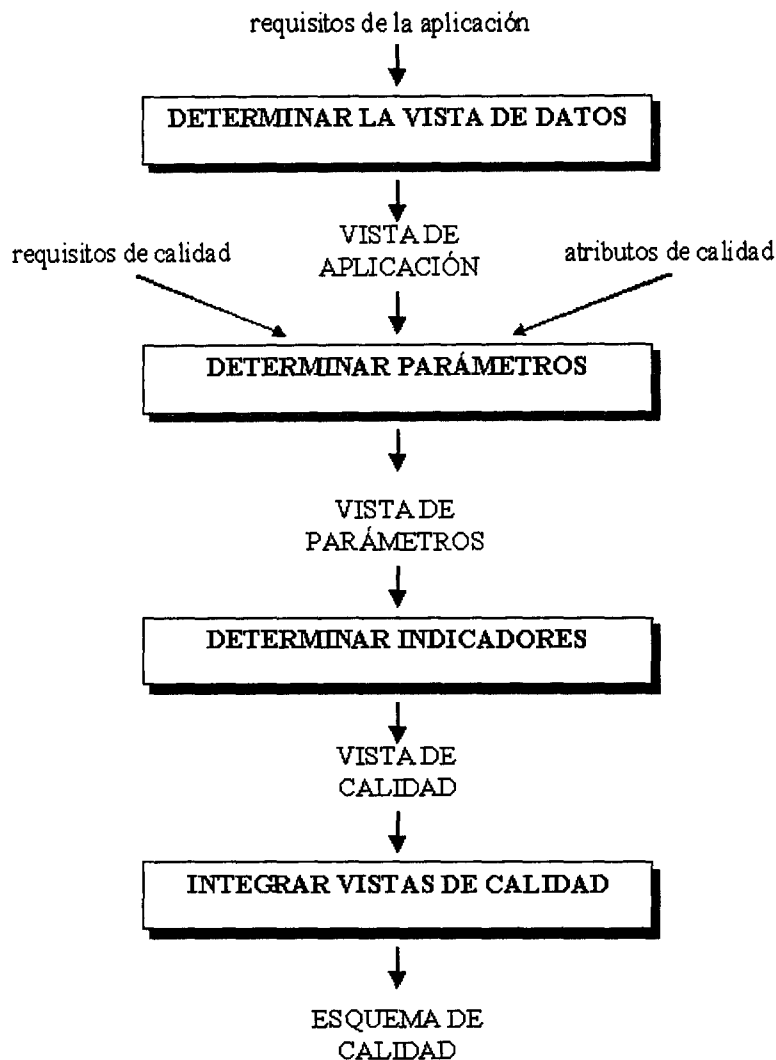 requisitos de la aplicación
DETERMINAR LA VISTA DE DATOS
VISTA DE
APLICACIÓN
requisitos de calidad
atributos de calidad
DETERMINAR PARÁMETROS
VISTA DE
PARÁMETROS
DETERMINAR INDICADORES
VISTA DE
CALIDAD
INTEGRAR VISTAS DE CALIDAD
ESQUEMA DE
CALIDAD